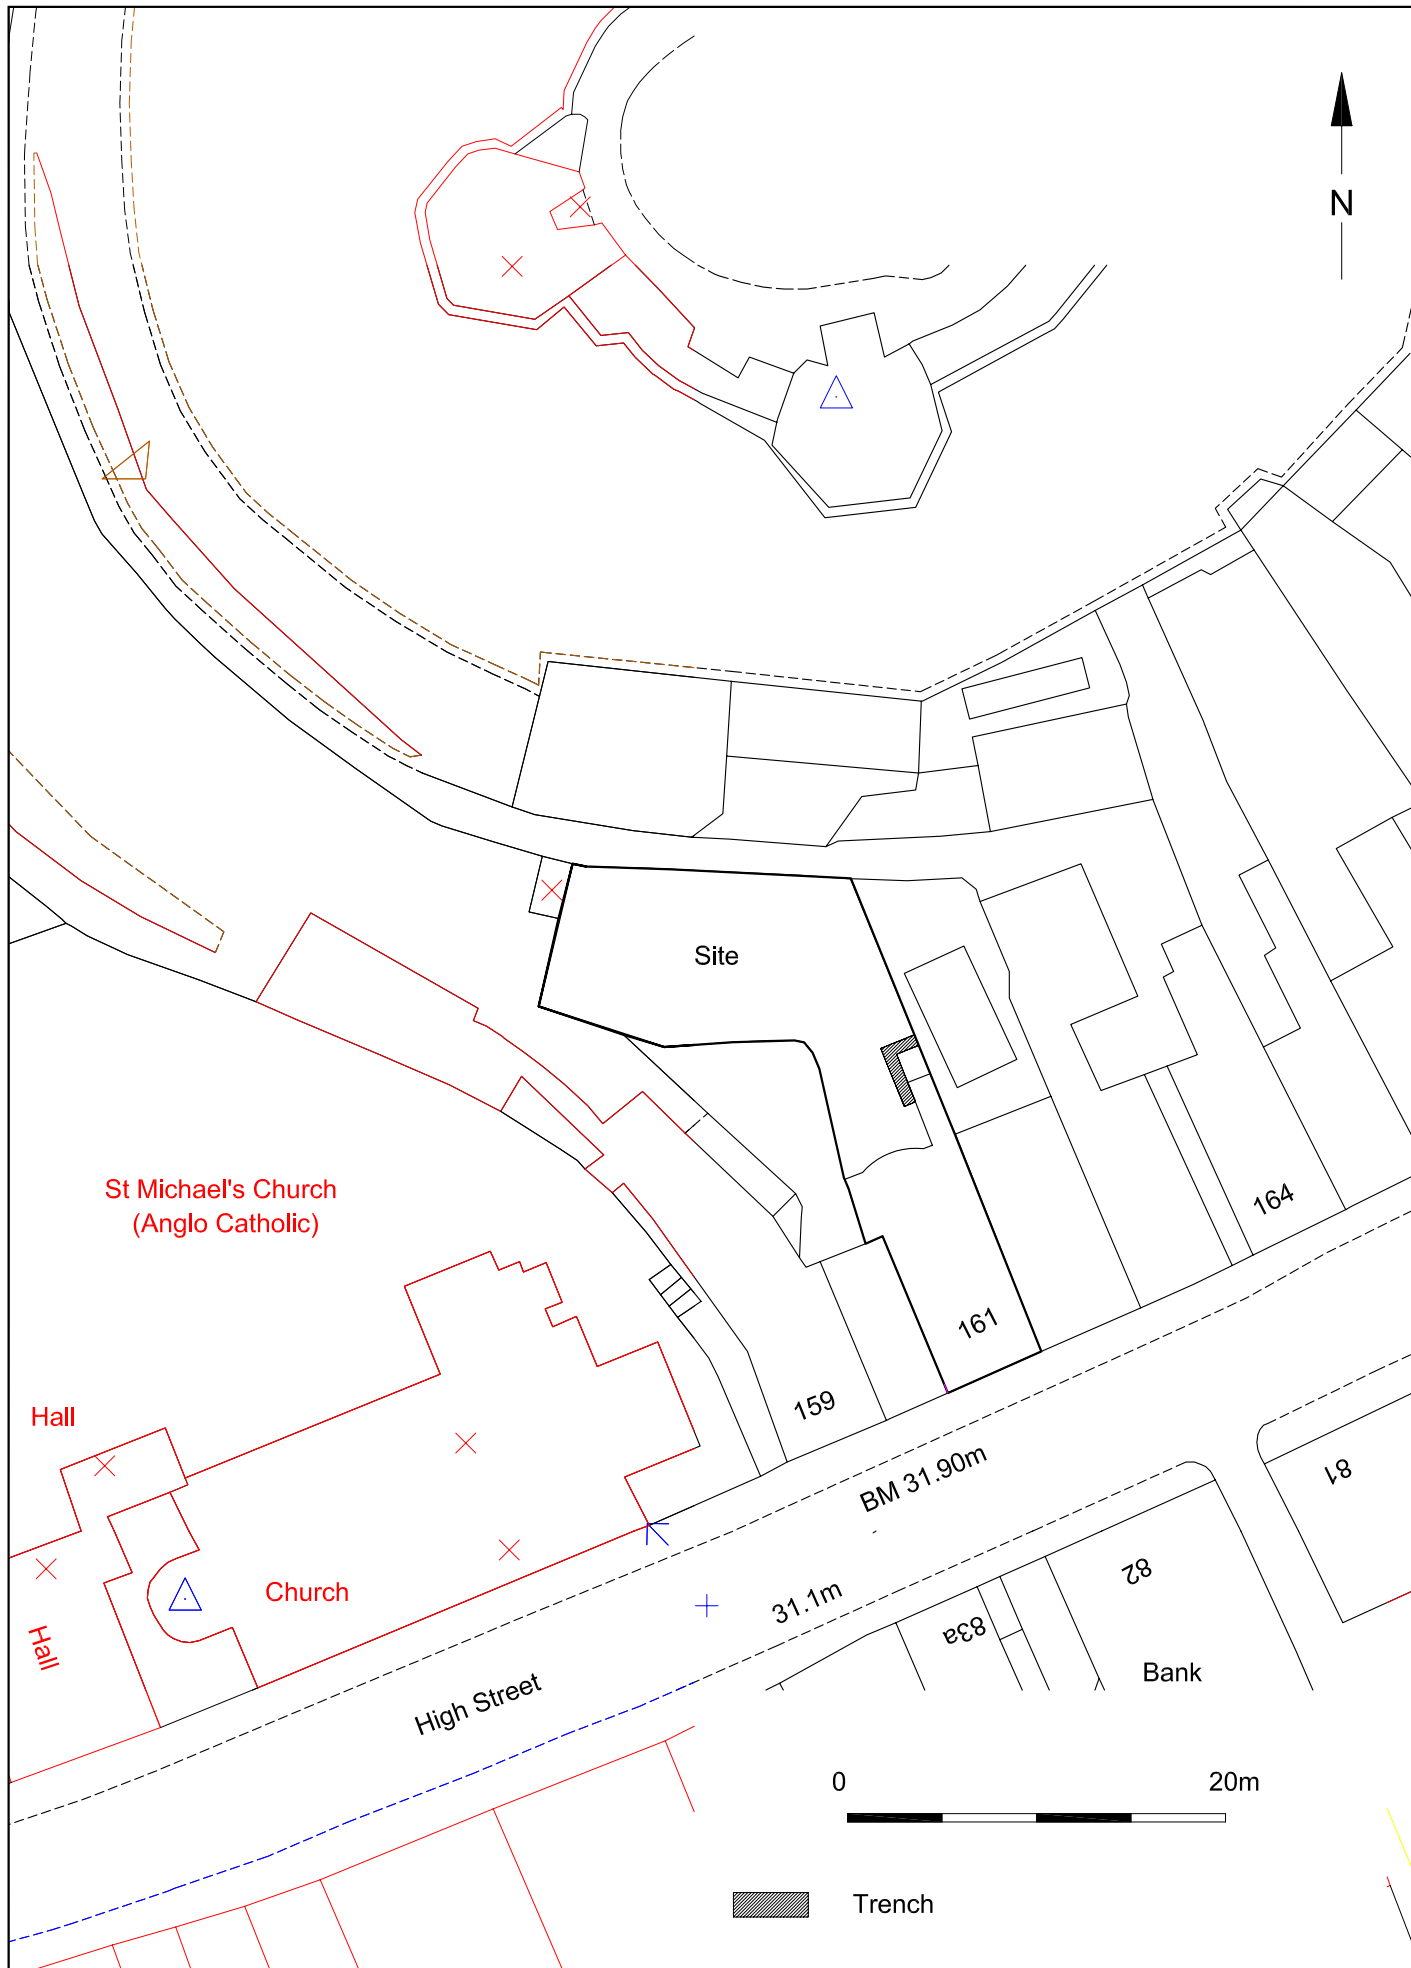 N
Site
St Michael's Church
(Anglo Catholic)
164
161
159
Hall
BM 31.90m
81
82
31.1m
Church
83a
Hall
Bank
High Street
0 20m
Trench